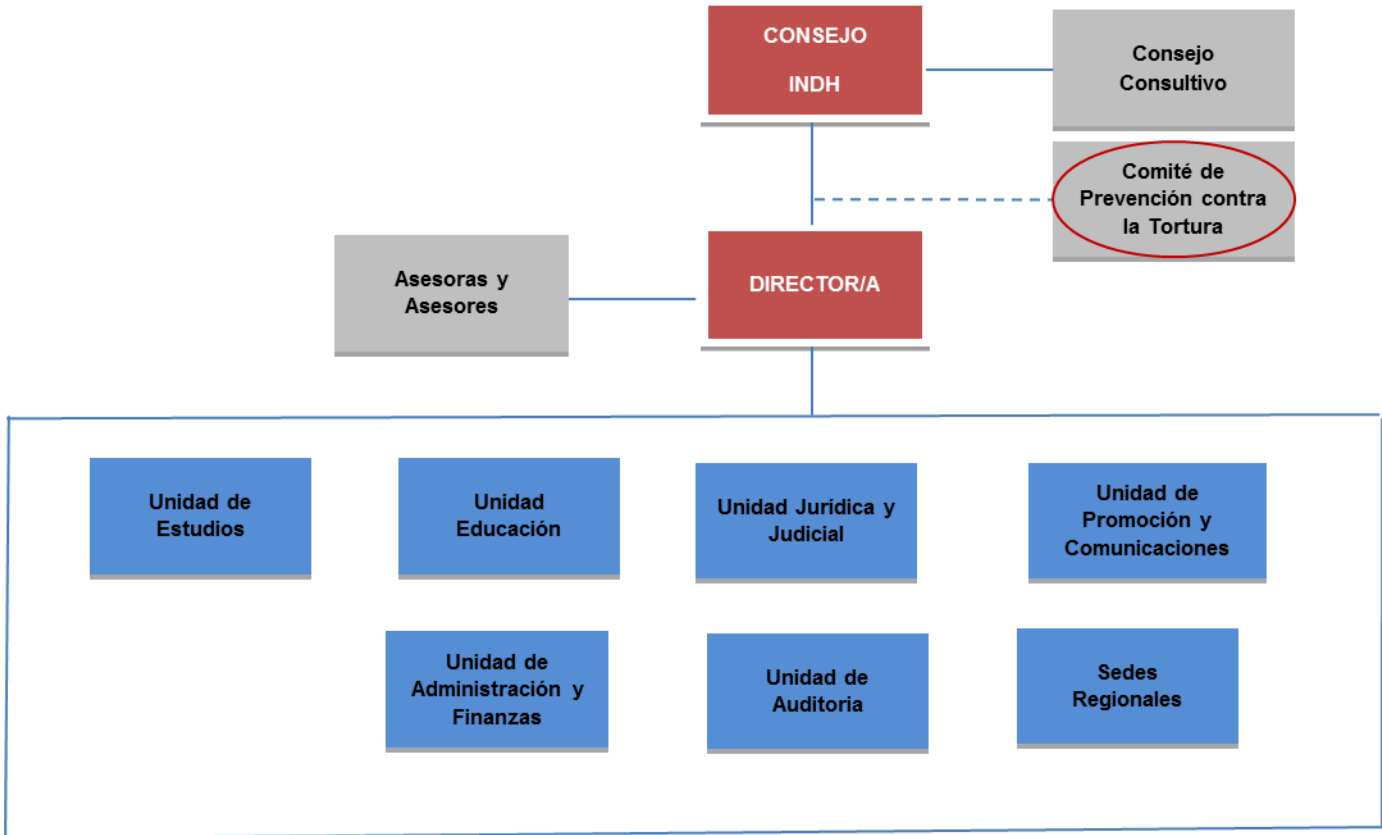 CONSEJO
INDH
Consejo
Consultivo
Comité de
Prevención contra
la Tortura
Asesoras y
Asesores
DIRECTOR/A
Unidad de
Estudios
Unidad
Educación
Unidad Jurídica y
Judicial
Unidad de
Promoción y
Comunicaciones
Unidad de
Administración y
Finanzas
Unidad de
Auditoria
Sedes
Regionales